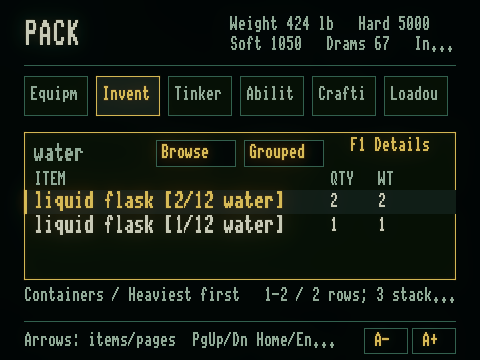 PACK
Weight 424 lb Hard 5000
Soft 1050 Drams 67 In...
Equipm Invent Tinker Abilit Crafti Loadou
water Browse Grouped F1 Details
ITEM QTY WT
liquid flask [2/12 water] 2 2
liquid flask [1/12 water] 1 1
Containers / Heaviest first 1-2 / 2 rows; 3 stack...
Arrows: items/pages PgUp/Dn Home/En... A- A+